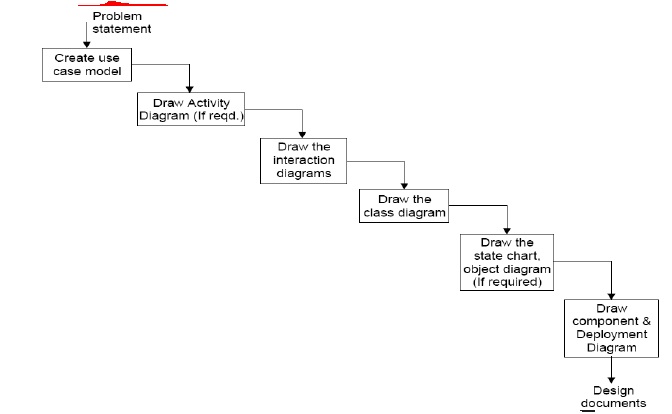 Problem
statement
Create use
case model
Draw Activity
Diagram (If reqd.)
Draw the
interaction
diagrams
Draw the
class diagram
Draw the
state chart,
object diagram
(If required)
Draw
component &
Deployment
Diagram
Design
documents